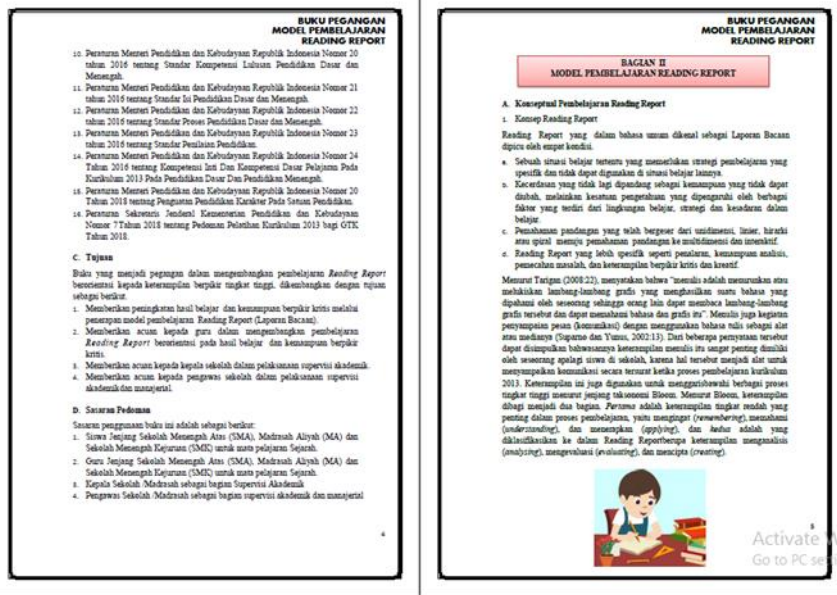 BUKU PEGANGAN
MODEL PEMBELAJARAN
READING REPORT
10. Peraturan Menteri Pendidikan dan Kebudayaan Republik Indonesia Nomor 20
tahun 2016 tentang Standar Kompetensi Lulusan Pendidikan Dasar dan
Menengah.
11. Peraturan Menteri Pendidikan dan Kebudayaan Republik Indonesia Nomor 21
tahun 2016 tentang Standar Isi Pendidikan Dasar dan Menengah.
12. Peraturan Menteri Pendidikan dan Kebudayaan Republik Indonesia Nomor 22
tahun 2016 tentang Standar Proses Pendidikan Dasar dan Menengah.
13. Peraturan Menteri Pendidikan dan Kebudayaan Republik Indonesia Nomor 23
tahun 2016 tentang Standar Penilaian Pendidikan.
14. Peraturan Menteri Pendidikan dan Kebudayaan Republik Indonesia Nomor 24
Tahun 2016 tentang Kompetensi Inti Dan Kompetensi Dasar Pelajaran Pada
Kurikulum 2013 Pada Pendidikan Dasar Dan Pendidikan Menengah.
15. Peraturan Menteri Pendidikan dan Kebudayaan Republik Indonesia Nomor 20
Tahun 2018 tentang Penguatan Pendidikan Karakter Pada Satuan Pendidikan.
16. Peraturan Sekretaris Jenderal Kementerian Pendidikan dan Kebudayaan
Nomor 7 Tahun 2018 tentang Pedoman Pelatihan Kurikulum 2013 bagi GTK
Tahun 2018.
C. Tujuan
Buku yang menjadi pegangan dalam mengembangkan pembelajaran Reading Report
berorientasi kepada keterampilan berpikir tingkat tinggi, dikembangkan dengan tujuan
sebagai berikut.
1. Memberikan peningkatan hasil belajar dan kemampuan berpikir kritis melalui
penerapan model pembelajaran Reading Report (Laporan Bacaan).
2. Memberikan acuan kepada guru dalam mengembangkan pembelajaran
Reading Report berorientasi pada hasil belajar dan kemampuan berpikir
kritis.
3. Memberikan acuan kepada kepala sekolah dalam pelaksanaan supervisi akademik.
4. Memberikan acuan kepada pengawas sekolah dalam pelaksanaan supervisi
akademik dan manajerial.
D. Sasaran Pedoman
Sasaran penggunaan buku ini adalah sebagai berikut:
1. Siswa Jenjang Sekolah Menengah Atas (SMA), Madrasah Aliyah (MA) dan
Sekolah Menengah Kejuruan (SMK) untuk mata pelajaran Sejarah.
2. Guru Jenjang Sekolah Menengah Atas (SMA), Madrasah Aliyah (MA) dan
Sekolah Menengah Kejuruan (SMK) untuk mata pelajaran Sejarah.
3. Kepala Sekolah /Madrasah sebagai bagian Supervisi Akademik
4. Pengawas Sekolah /Madrasah sebagai bagian supervisi akademik dan manajerial
4
BUKU PEGANGAN
MODEL PEMBELAJARAN
READING REPORT
BAGIAN II
MODEL PEMBELAJARAN READING REPORT
A. Konseptual Pembelajaran Reading Report
1. Konsep Reading Report
Reading Report yang dalam bahasa umum dikenal sebagai Laporan Bacaan
dipicu oleh empat kondisi.
a. Sebuah situasi belajar tertentu yang memerlukan strategi pembelajaran yang
spesifik dan tidak dapat digunakan di situasi belajar lainnya.
b. Kecerdasan yang tidak lagi dipandang sebagai kemampuan yang tidak dapat
diubah, melainkan kesatuan pengetahuan yang dipengaruhi oleh berbagai
faktor yang terdiri dari lingkungan belajar, strategi dan kesadaran dalam
belajar.
c. Pemahaman pandangan yang telah bergeser dari unidimensi, linier, hirarki
atau spiral menuju pemahaman pandangan ke multidimensi dan interaktif.
d. Reading Report yang lebih spesifik seperti penalaran, kemampuan analisis,
pemecahan masalah, dan keterampilan berpikir kritis dan kreatif.
Menurut Tarigan (2008:22), menyatakan bahwa "menulis adalah menurunkan atau
melukiskan lambang-lambang grafis yang menghasilkan suatu bahasa yang
dipahami oleh seseorang sehingga orang lain dapat membaca lambang-lambang
grafis tersebut dan dapat memahami bahasa dan grafis itu". Menulis juga kegiatan
penyampaian pesan (komunikasi) dengan menggunakan bahasa tulis sebagai alat
atau medianya (Suparno dan Yunus, 2002:13). Dari beberapa pernyataan tersebut
dapat disimpulkan bahwasannya keterampilan menulis itu sangat penting dimiliki
oleh seseorang apalagi siswa di sekolah, karena hal tersebut menjadi alat untuk
menyampaikan komunikasi secara tersurat ketika proses pembelajaran kurikulum
2013. Keterampilan ini juga digunakan untuk menggarisbawahi berbagai proses
tingkat tinggi menurut jenjang taksonomi Bloom. Menurut Bloom, keterampilan
dibagi menjadi dua bagian. Pertama adalah keterampilan tingkat rendah yang
penting dalam proses pembelajaran, yaitu mengingat (remembering), memahami
(understanding), dan menerapkan (applying), dan kedua adalah yang
diklasifikasikan ke dalam Reading Reportberupa keterampilan menganalisis
(analysing), mengevaluasi (evaluating), dan mencipta (creating).
5
Activate W
Go to PC set